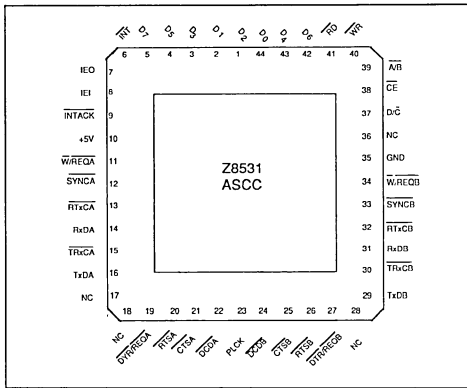 INT D7 D5 D3 D1 D2 D0 D4 D6 RD WR
6 5 4 3 2 1 44 43 42 41 40
IEO 7
IEI 8
INTACK 9
+5V 10
W/REQA 11
SYNCA 12
RTxCA 13
RxDA 14
TRxCA 15
TxDA 16
NC 17
Z8531
ASCC
39 A/B
38 CE
37 D/C
36 NC
35 GND
34 W/REQB
33 SYNCB
32 RTxCB
31 RxDB
30 TRxCB
29 TxDB
18 19 20 21 22 23 24 25 26 27 28
NC DYR/REQA RTSA CTSA DCDA PLCK DCDB CTSB RTSB DTR/REQB NC